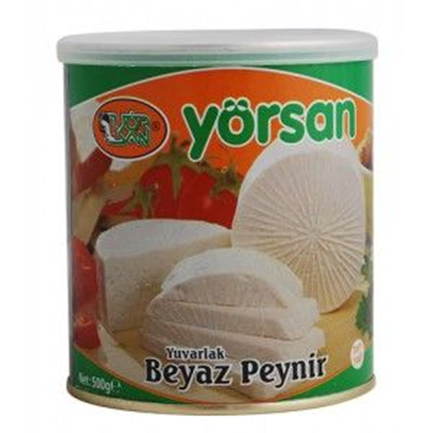 yörsan
Yuvarlak
Beyaz Peynir
Net:500g℮